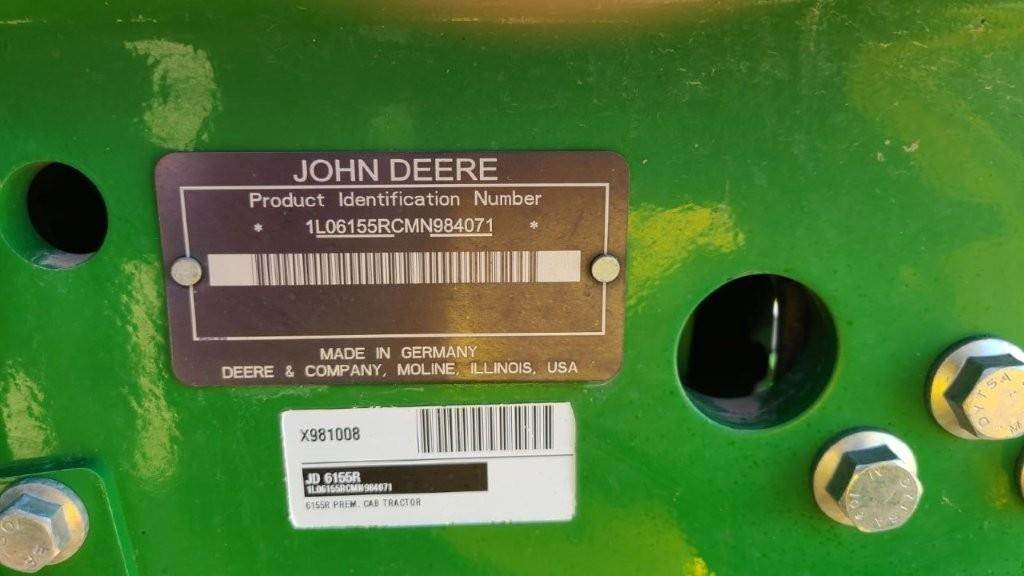 JOHN DEERE
Product Identification Number
* 1L06155RCMN984071 *
MADE IN GERMANY
DEERE & COMPANY, MOLINE, ILLINOIS, USA
X981008
JD 6155R
1L06155RCMN984071
6155R PREM. CAB TRACTOR